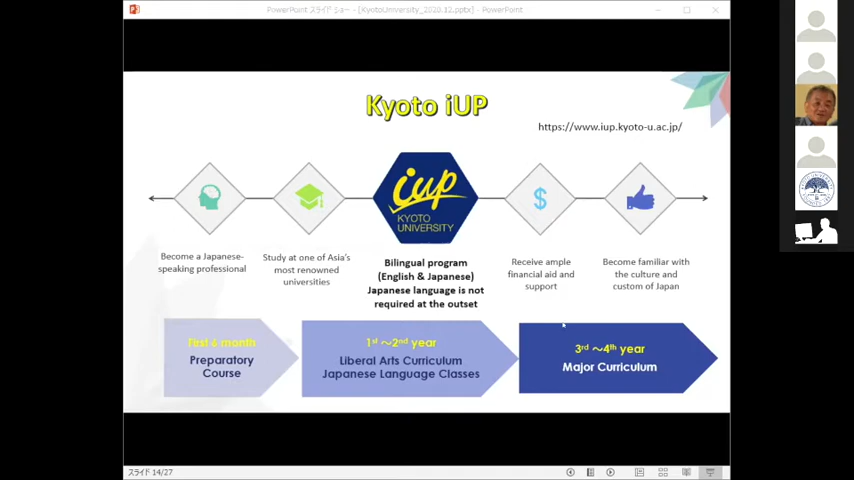 PowerPoint スライド ショー - [KyotoUniversity_2020.12.pptx] - PowerPoint
Kyoto iUP
https://www.iup.kyoto-u.ac.jp/
iup
KYOTO
UNIVERSITY
$
Become a Japanese-
speaking professional
Study at one of Asia's
most renowned
universities
Bilingual program
(English & Japanese)
Japanese language is not
required at the outset
Receive ample
financial aid and
support
Become familiar with
the culture and
custom of Japan
First 6 month
Preparatory
Course
1st ～2nd year
Liberal Arts Curriculum
Japanese Language Classes
3rd ～4th year
Major Curriculum
スライド 14/27